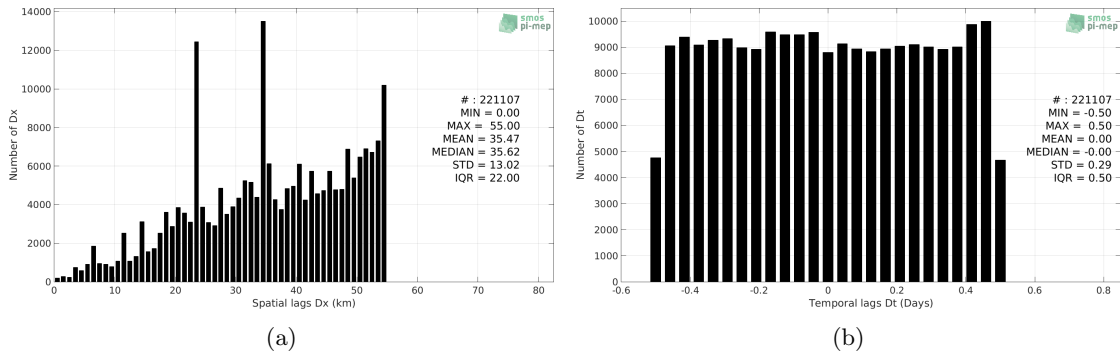 smos
pi-mep
14000
12000
10000
8000
6000
4000
2000
0
Number of Dx
# : 221107
MIN = 0.00
MAX = 55.00
MEAN = 35.47
MEDIAN = 35.62
STD = 13.02
IQR = 22.00
0 10 20 30 40 50 60 70 80
Spatial lags Dx (km)
(a)
smos
pi-mep
10000
9000
8000
7000
6000
5000
4000
3000
2000
1000
0
Number of Dt
# : 221107
MIN = -0.50
MAX = 0.50
MEAN = 0.00
MEDIAN = -0.00
STD = 0.29
IQR = 0.50
-0.6 -0.4 -0.2 0 0.2 0.4 0.6 0.8
Temporal lags Dt (Days)
(b)